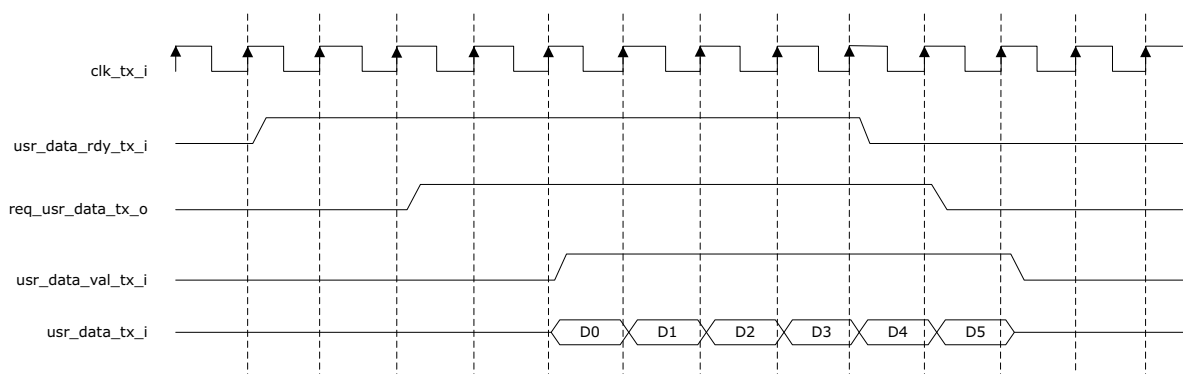 clk_tx_i
usr_data_rdy_tx_i
req_usr_data_tx_o
usr_data_val_tx_i
usr_data_tx_i D0 D1 D2 D3 D4 D5